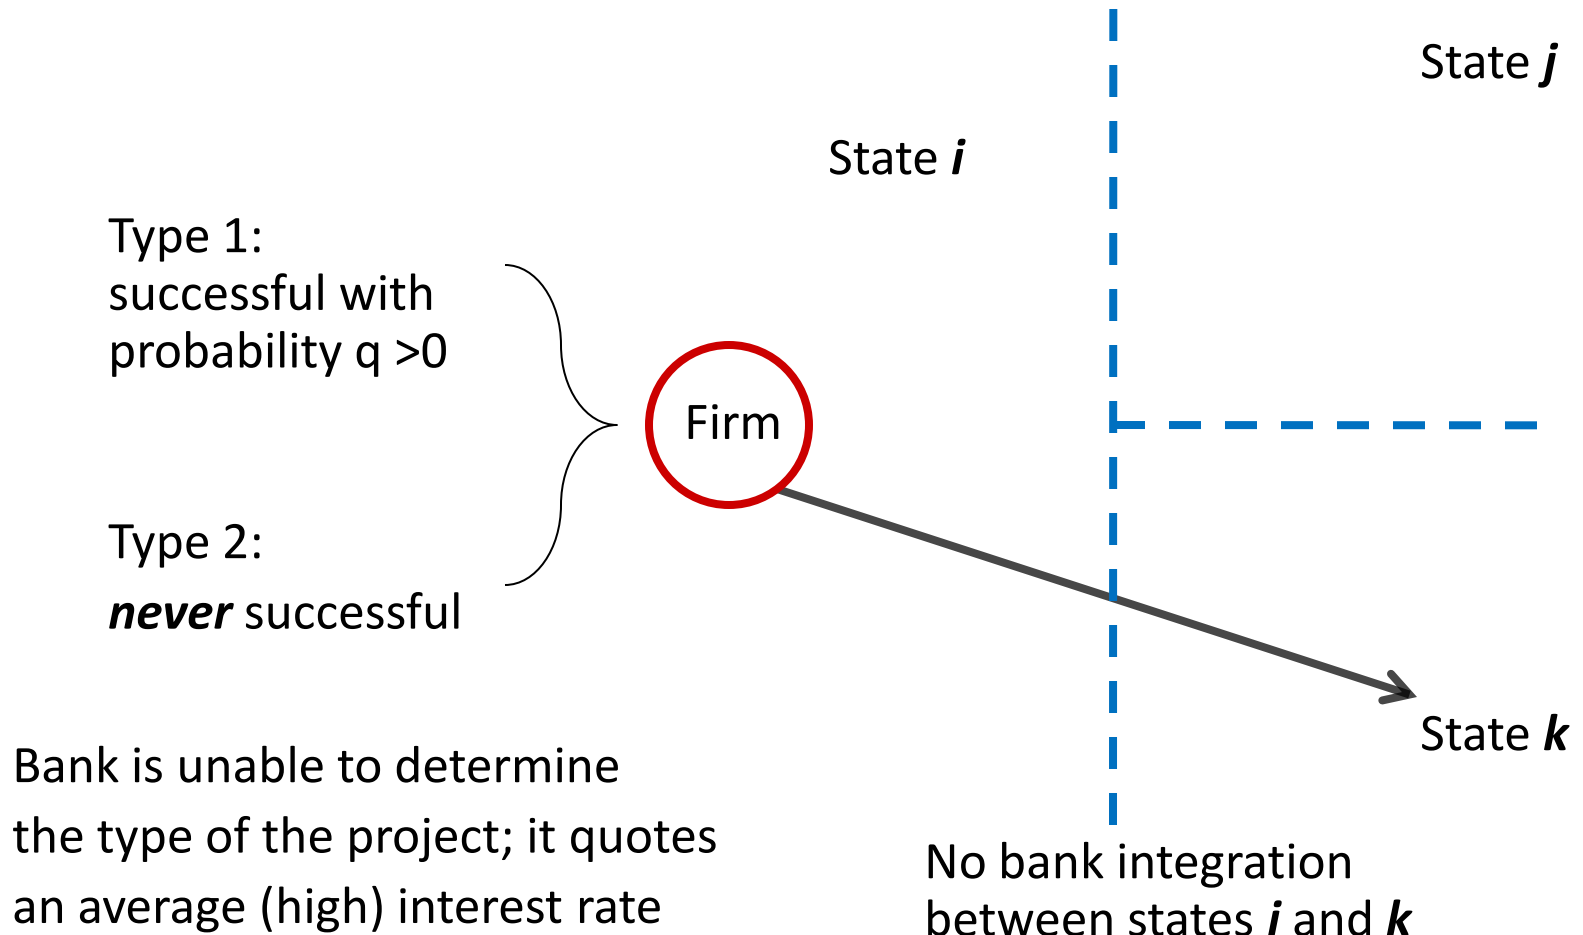 State j
State i
Type 1:
successful with
probability q >0
Firm
Type 2:
never successful
State k
Bank is unable to determine
the type of the project; it quotes
an average (high) interest rate
No bank integration
between states i and k